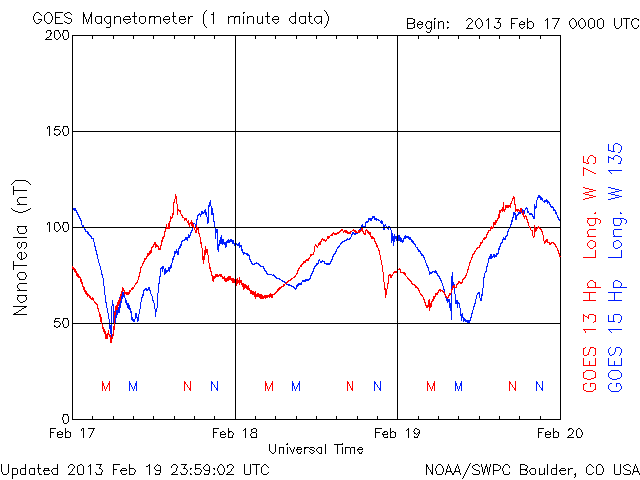 GOES Magnetometer (1 minute data)
Begin: 2013 Feb 17 0000 UTC
200
150
100
50
0
NanoTesla (nT)
M M N N M M N N M M N N
Feb 17 Feb 18 Feb 19 Feb 20
Universal Time
GOES 13 Hp Long. W 75
GOES 15 Hp Long. W 135
Updated 2013 Feb 19 23:59:02 UTC
NOAA/SWPC Boulder, CO USA